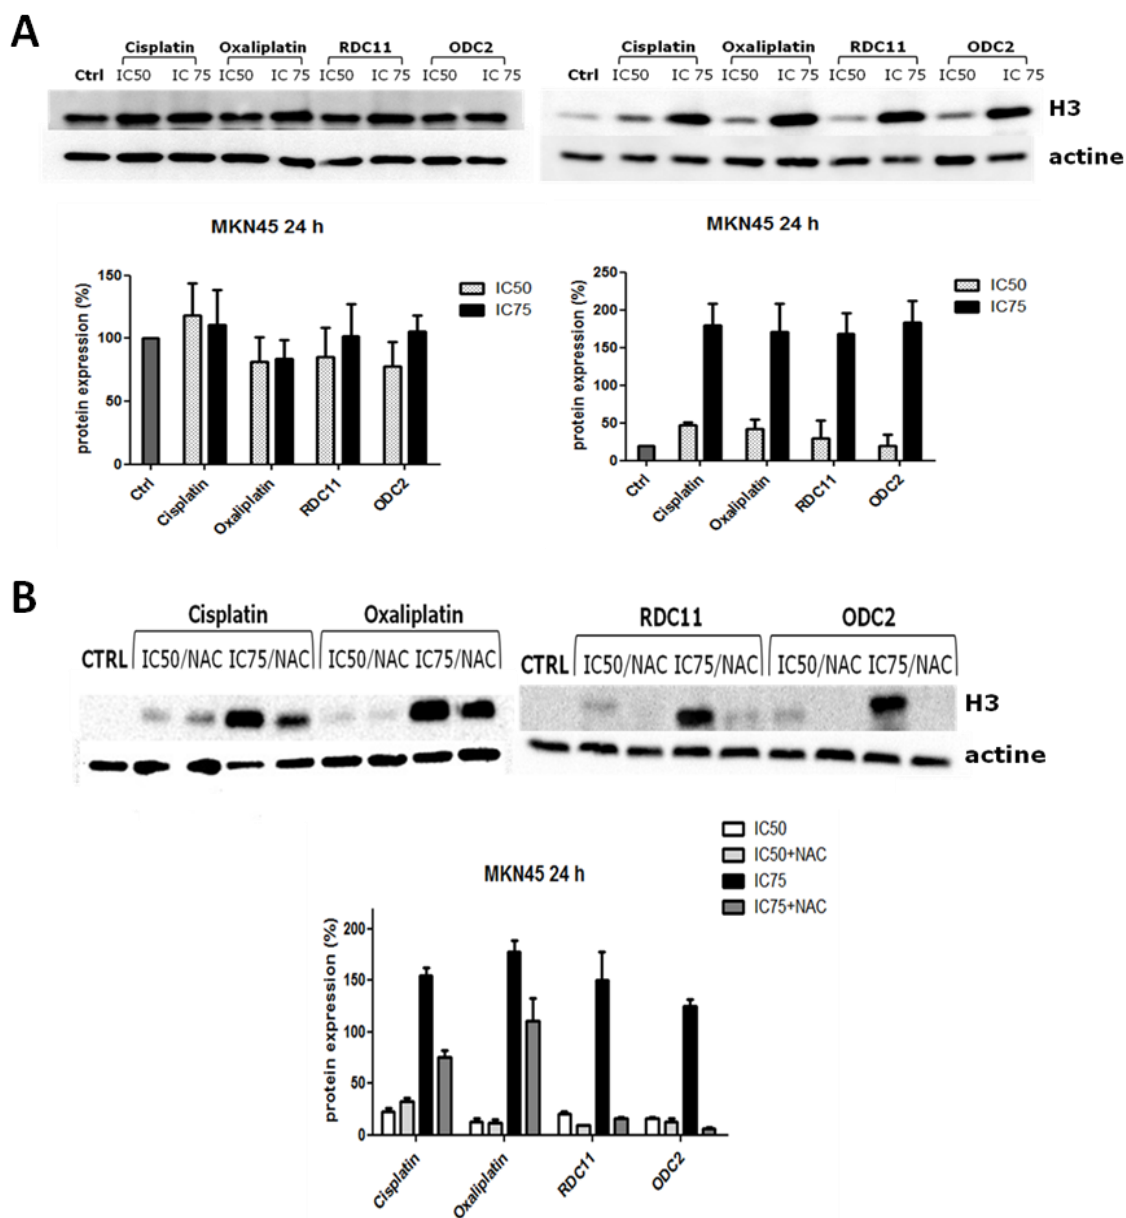 A
Cisplatin Oxaliplatin RDC11 ODC2
Ctrl IC50 IC 75 IC50 IC 75 IC50 IC 75 IC50 IC 75
Cisplatin Oxaliplatin RDC11 ODC2
Ctrl IC50 IC 75 IC50 IC 75 IC50 IC 75 IC50 IC 75
H3
actine
MKN45 24 h
protein expression (%)
150
100
50
0
IC50
IC75
Ctrl
Cisplatin
Oxaliplatin
RDC11
ODC2
MKN45 24 h
protein expression (%)
250
200
150
100
50
0
IC50
IC75
Ctrl
Cisplatin
Oxaliplatin
RDC11
ODC2
B
Cisplatin Oxaliplatin
CTRL IC50/NAC IC75/NAC IC50/NAC IC75/NAC
RDC11 ODC2
CTRL IC50/NAC IC75/NAC IC50/NAC IC75/NAC
H3
actine
IC50
IC50+NAC
IC75
IC75+NAC
MKN45 24 h
protein expression (%)
200
150
100
50
0
Cisplatin
Oxaliplatin
RDC11
ODC2